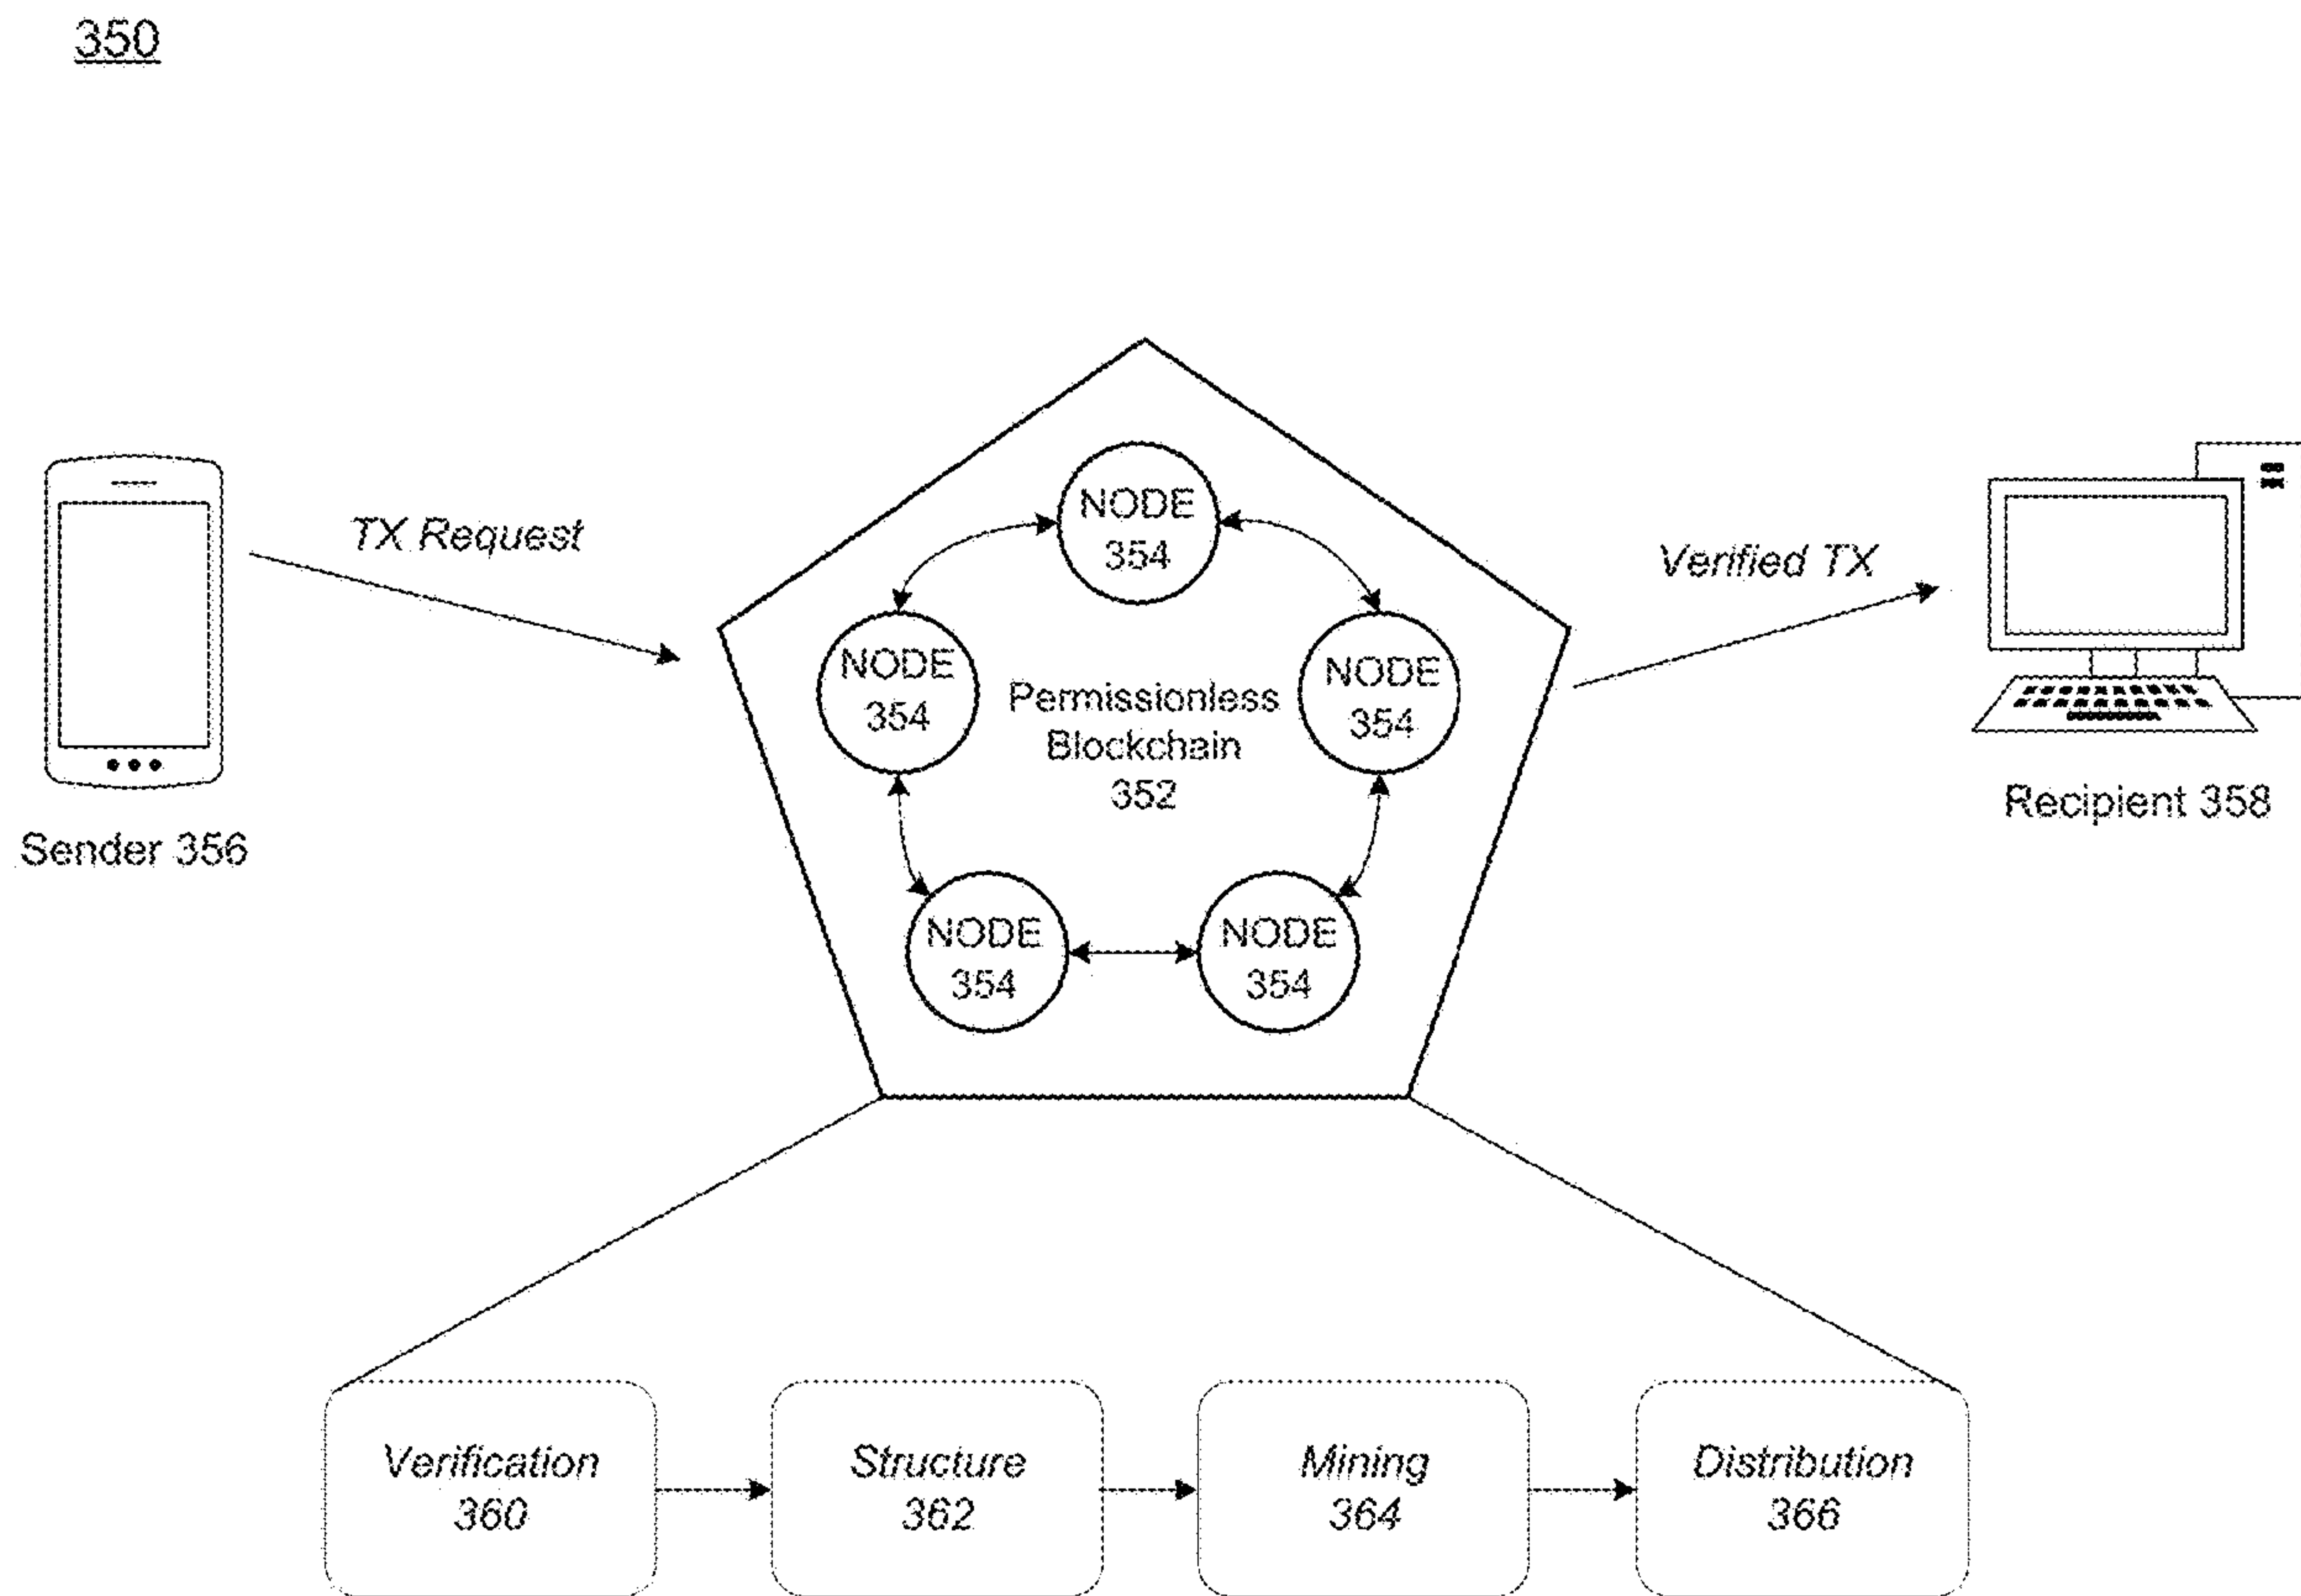 350
TX Request
Verified TX
NODE
354
NODE
354
NODE
354
Permissionless
Blockchain
352
NODE
354
NODE
354
Sender 356
Recipient 358
Verification
360
Structure
362
Mining
364
Distribution
366